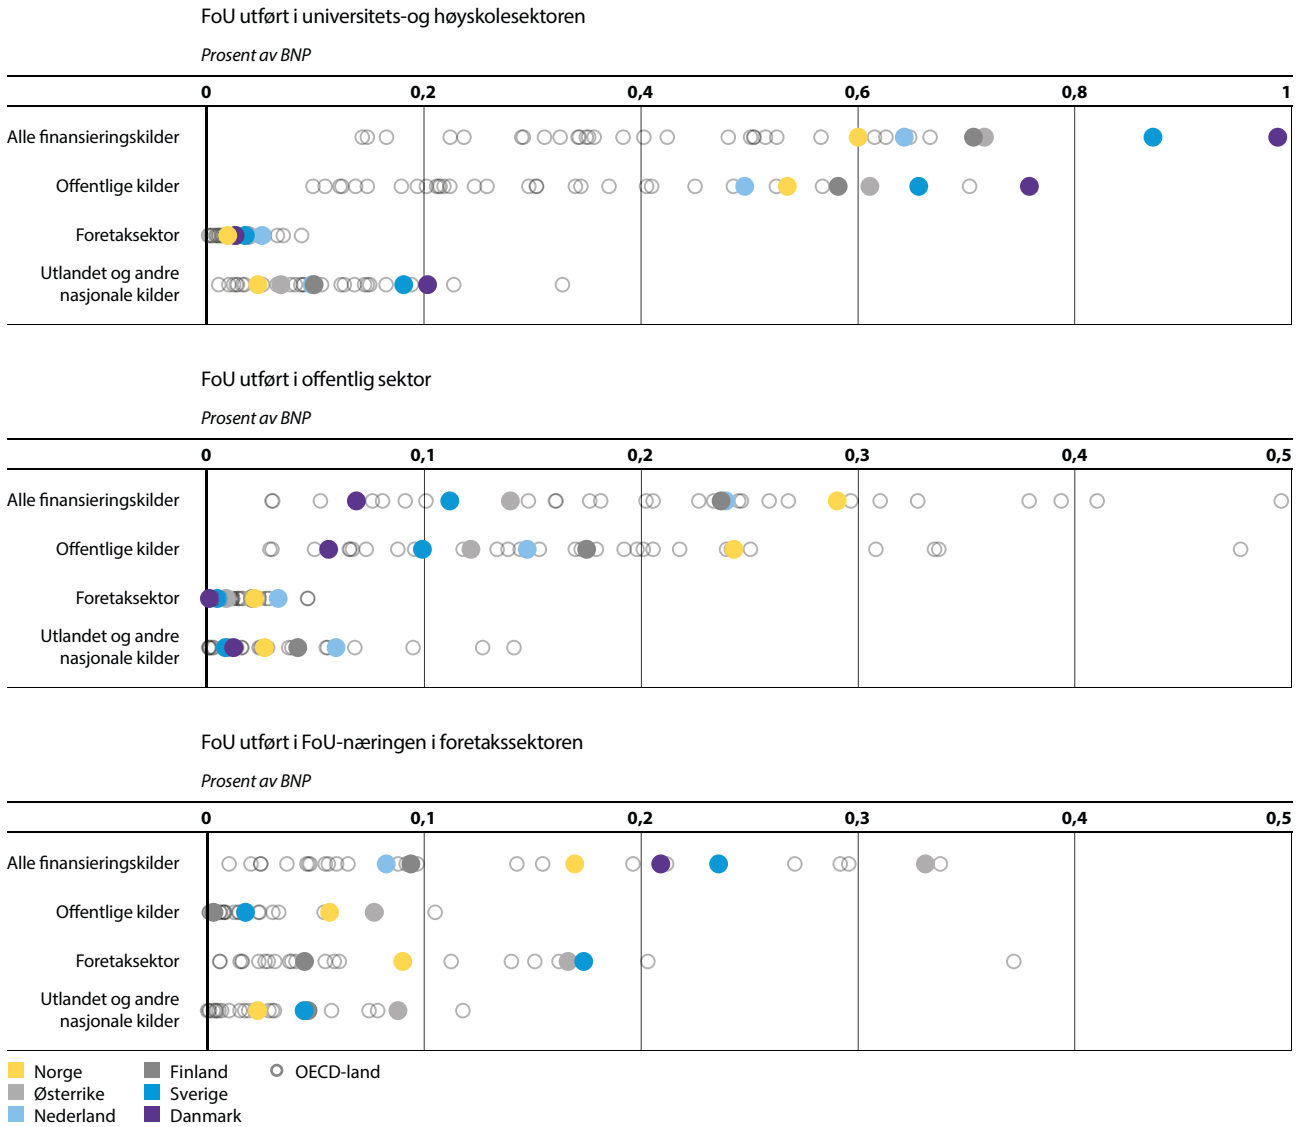 FoU utført i universitets-og høyskolesektoren
Prosent av BNP
0 0,2 0,4 0,6 0,8 1
Alle finansieringskilder
Offentlige kilder
Foretaksektor
Utlandet og andre
nasjonale kilder
FoU utført i offentlig sektor
Prosent av BNP
0 0,1 0,2 0,3 0,4 0,5
Alle finansieringskilder
Offentlige kilder
Foretaksektor
Utlandet og andre
nasjonale kilder
FoU utført i FoU-næringen i foretakssektoren
Prosent av BNP
0 0,1 0,2 0,3 0,4 0,5
Alle finansieringskilder
Offentlige kilder
Foretaksektor
Utlandet og andre
nasjonale kilder
Norge Finland OECD-land
Østerrike Sverige
Nederland Danmark